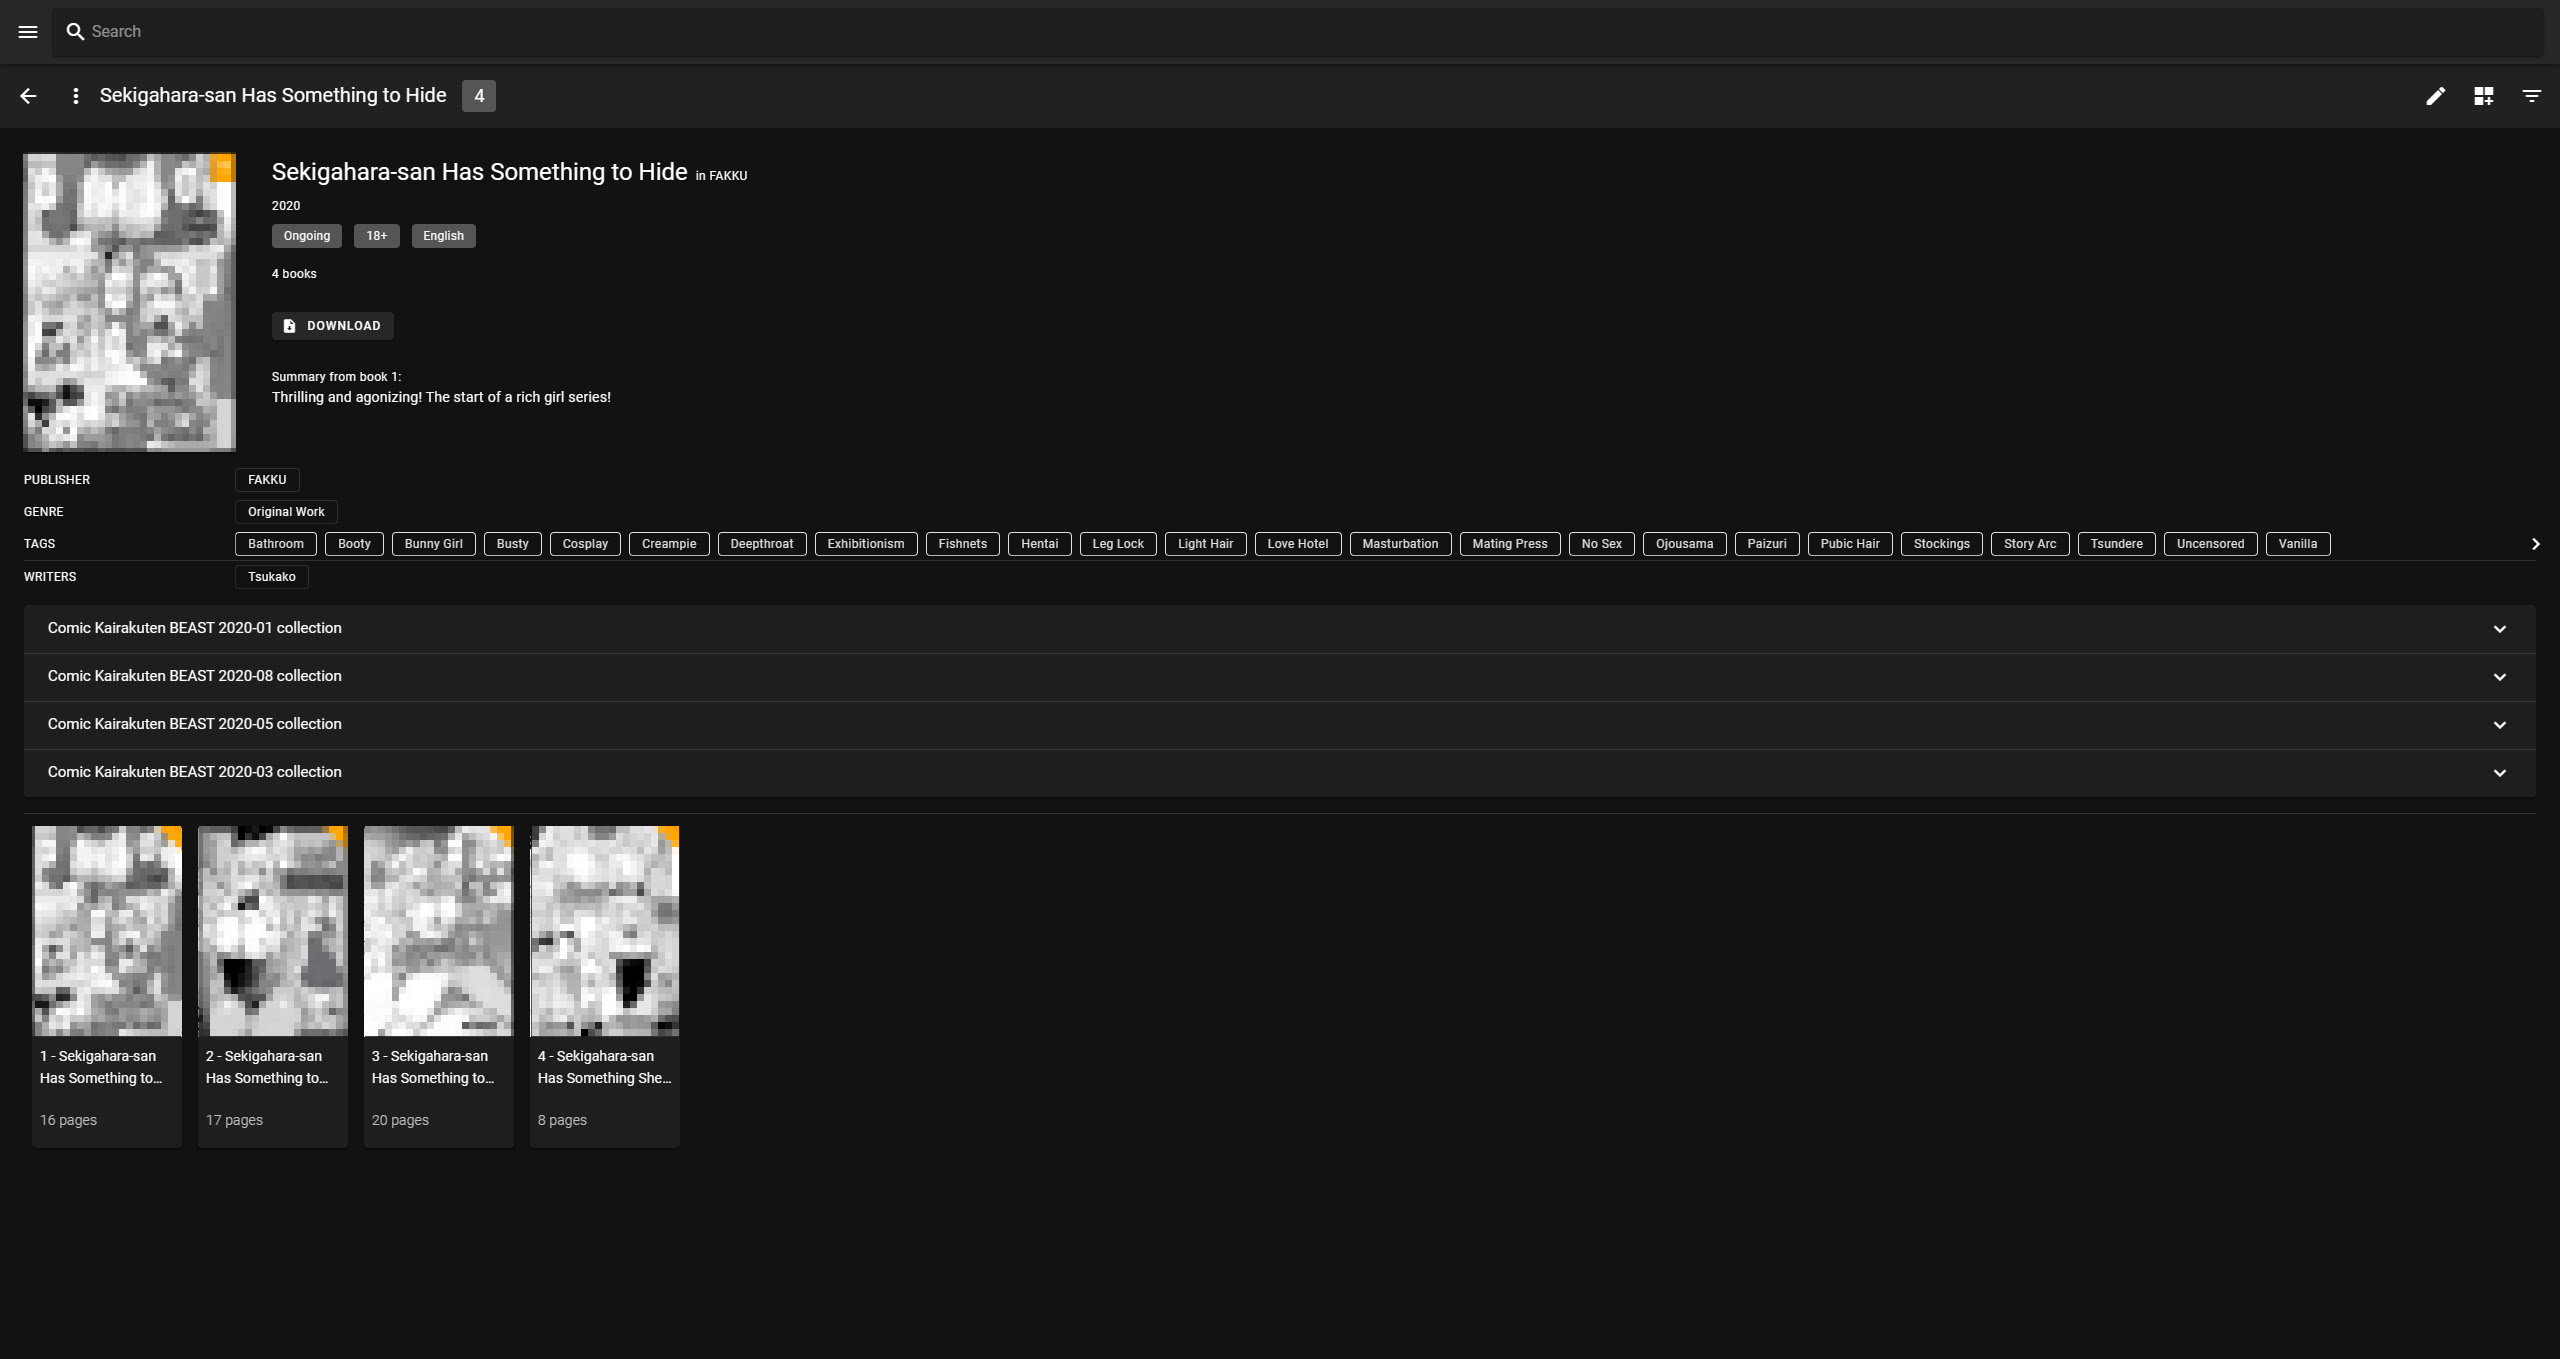 Search
Sekigahara-san Has Something to Hide 4
Sekigahara-san Has Something to Hide in FAKKU
2020
Ongoing 18+ English
4 books
DOWNLOAD
Summary from book 1:
Thrilling and agonizing! The start of a rich girl series!
PUBLISHER FAKKU
GENRE Original Work
TAGS Bathroom Booty Bunny Girl Busty Cosplay Creampie Deepthroat Exhibitionism Fishnets Hentai Leg Lock Light Hair Love Hotel Masturbation Mating Press No Sex Ojousama Paizuri Pubic Hair Stockings Story Arc Tsundere Uncensored Vanilla
WRITERS Tsukako
Comic Kairakuten BEAST 2020-01 collection
Comic Kairakuten BEAST 2020-08 collection
Comic Kairakuten BEAST 2020-05 collection
Comic Kairakuten BEAST 2020-03 collection
1 - Sekigahara-san
Has Something to...
16 pages
2 - Sekigahara-san
Has Something to...
17 pages
3 - Sekigahara-san
Has Something to...
20 pages
4 - Sekigahara-san
Has Something She...
8 pages